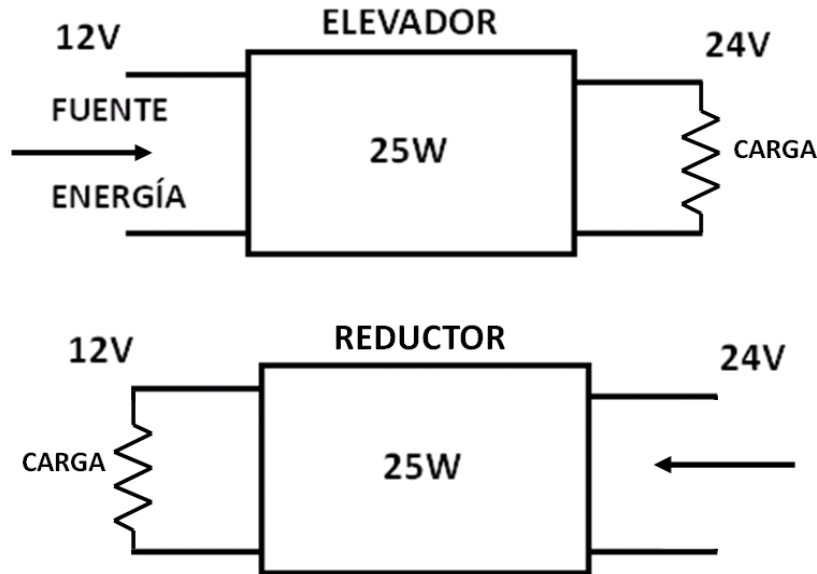 ELEVADOR
12V
24V
FUENTE
25W
CARGA
ENERGÍA
REDUCTOR
12V
24V
CARGA
25W